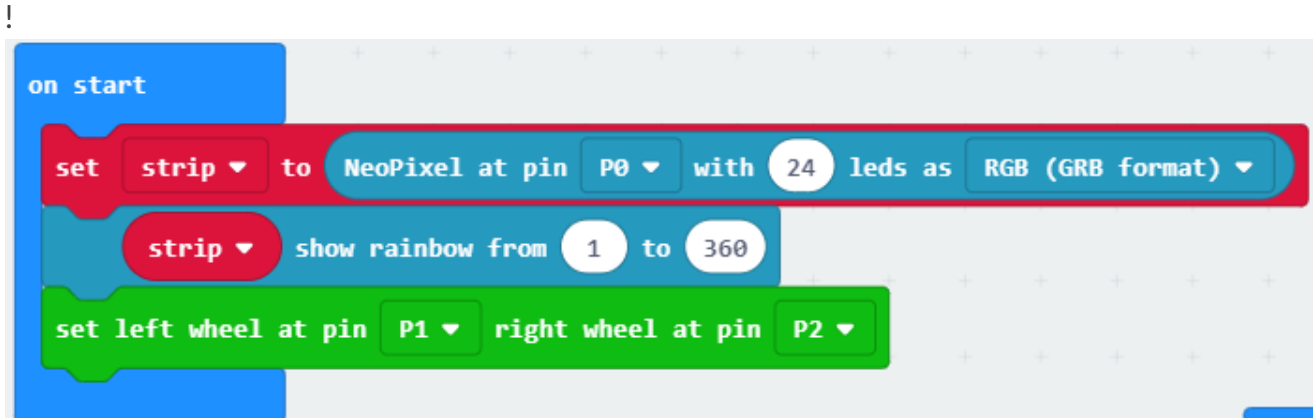 !
on start
set strip to NeoPixel at pin P0 with 24 leds as RGB (GRB format)
strip show rainbow from 1 to 360
set left wheel at pin P1 right wheel at pin P2